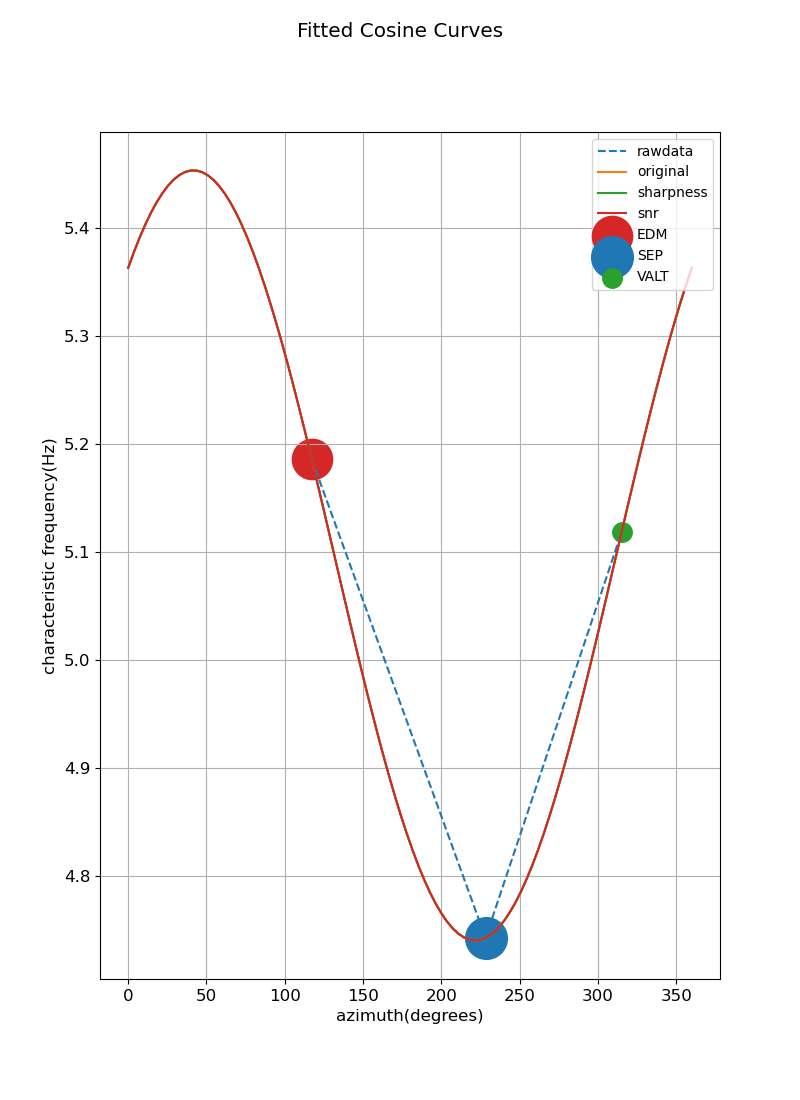 Fitted Cosine Curves
rawdata
original
sharpness
snr
EDM
SEP
VALT
5.4
5.3
5.2
5.1
5.0
4.9
4.8
characteristic frequency(Hz)
0 50 100 150 200 250 300 350
azimuth(degrees)